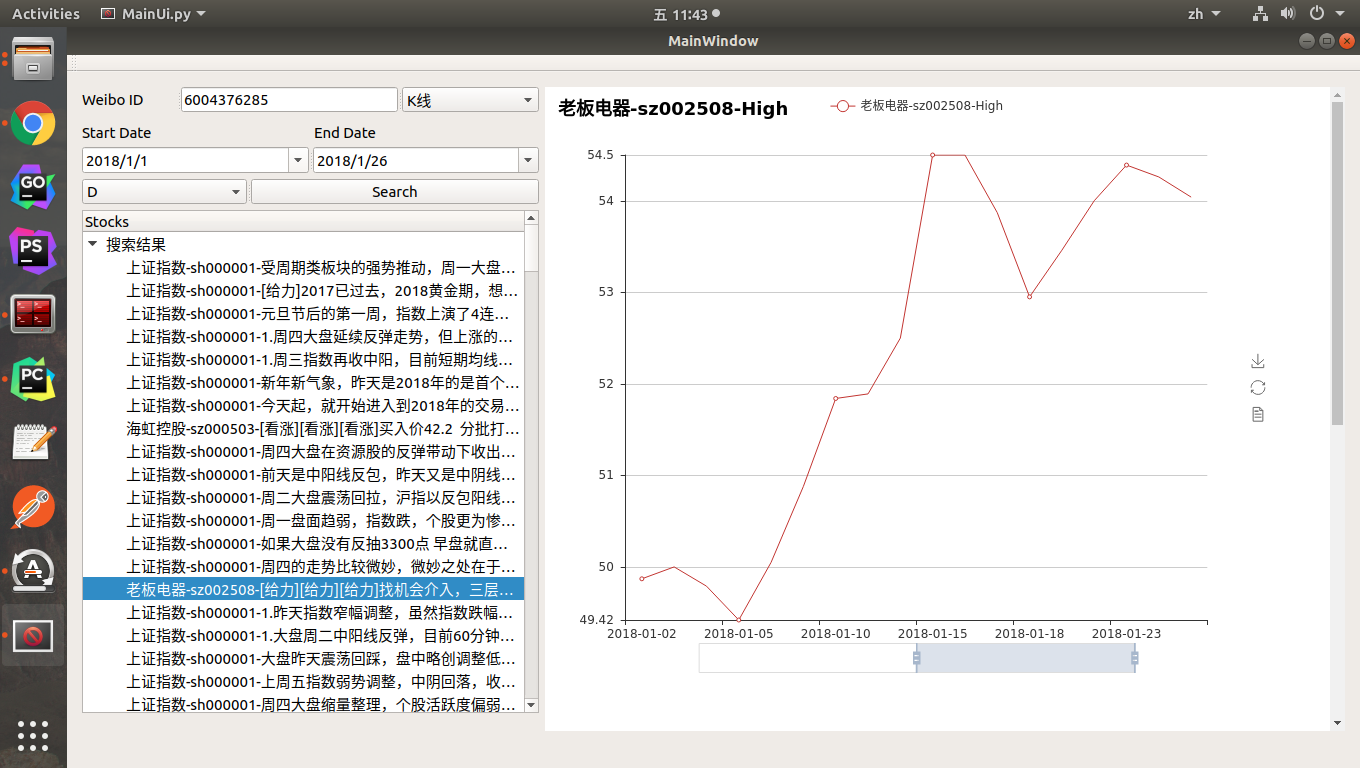 Activities
MainUi.py
五 11:43
zh
MainWindow
Weibo ID
6004376285
K线
Start Date
End Date
2018/1/1
2018/1/26
D
Search
Stocks
搜索结果
上证指数-sh000001-受周期类板块的强势推动，周一大盘…
上证指数-sh000001-[给力]2017已过去，2018黄金期，想…
上证指数-sh000001-元旦节后的第一周，指数上演了4连…
上证指数-sh000001-1.周四大盘延续反弹走势，但上涨的…
上证指数-sh000001-1.周三指数再收中阳，目前短期均线…
上证指数-sh000001-新年新气象，昨天是2018年的是首个…
上证指数-sh000001-今天起，就开始进入到2018年的交易…
海虹控股-sz000503-[看涨][看涨][看涨]买入价42.2 分批打…
上证指数-sh000001-周四大盘在资源股的反弹带动下收出…
上证指数-sh000001-前天是中阳线反包，昨天又是中阴线…
上证指数-sh000001-周二大盘震荡回拉，沪指以反包阳线…
上证指数-sh000001-周一盘面趋弱，指数跌，个股更为惨…
上证指数-sh000001-如果大盘没有反抽3300点 早盘就直…
上证指数-sh000001-周四的走势比较微妙，微妙之处在于…
老板电器-sz002508-[给力][给力][给力]找机会介入，三层…
上证指数-sh000001-1.昨天指数窄幅调整，虽然指数跌幅…
上证指数-sh000001-1.大盘周二中阳线反弹，目前60分钟…
上证指数-sh000001-大盘昨天震荡回踩，盘中略创调整低…
上证指数-sh000001-上周五指数弱势调整，中阴回落，收…
上证指数-sh000001-周四大盘缩量整理，个股活跃度偏弱…
老板电器-sz002508-High
老板电器-sz002508-High
54.5
54
53
52
51
50
49.42
2018-01-02
2018-01-05
2018-01-10
2018-01-15
2018-01-18
2018-01-23
GO
PS
PC
A